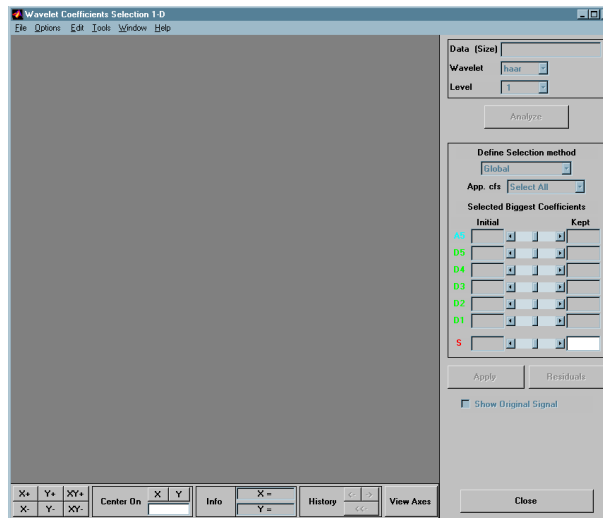 Wavelet Coefficients Selection 1-D
File Options Edit Tools Window Help
Data (Size)
Wavelet haar
Level 1
Analyze
Define Selection method
Global
App. cfs Select All
Selected Biggest Coefficients
Initial Kept
A5
D5
D4
D3
D2
D1
S
Apply Residuals
Show Original Signal
X+ Y+ XY+
X- Y- XY-
Center On X Y
Info X =
Y =
History <- ->
<<-
View Axes
Close